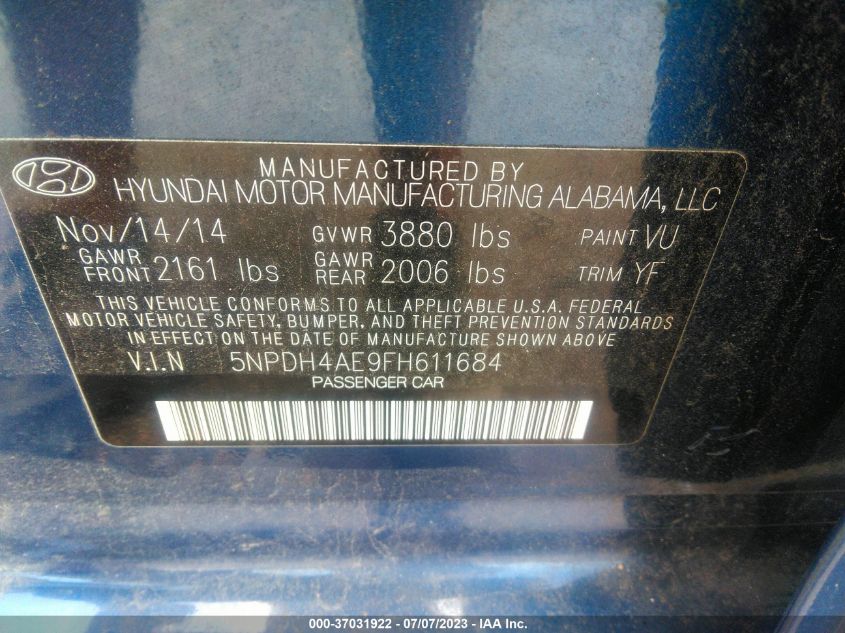 MANUFACTURED BY
HYUNDAI MOTOR MANUFACTURING ALABAMA, LLC
Nov/14/14 GVWR 3880 lbs PAINT VU
GAWR FRONT 2161 lbs GAWR REAR 2006 lbs TRIM YF
THIS VEHICLE CONFORMS TO ALL APPLICABLE U.S.A. FEDERAL
MOTOR VEHICLE SAFETY, BUMPER, AND THEFT PREVENTION STANDARDS
IN EFFECT ON THE DATE OF MANUFACTURE SHOWN ABOVE
V.I.N 5NPDH4AE9FH611684
PASSENGER CAR
000-37031922 - 07/07/2023 - IAA Inc.